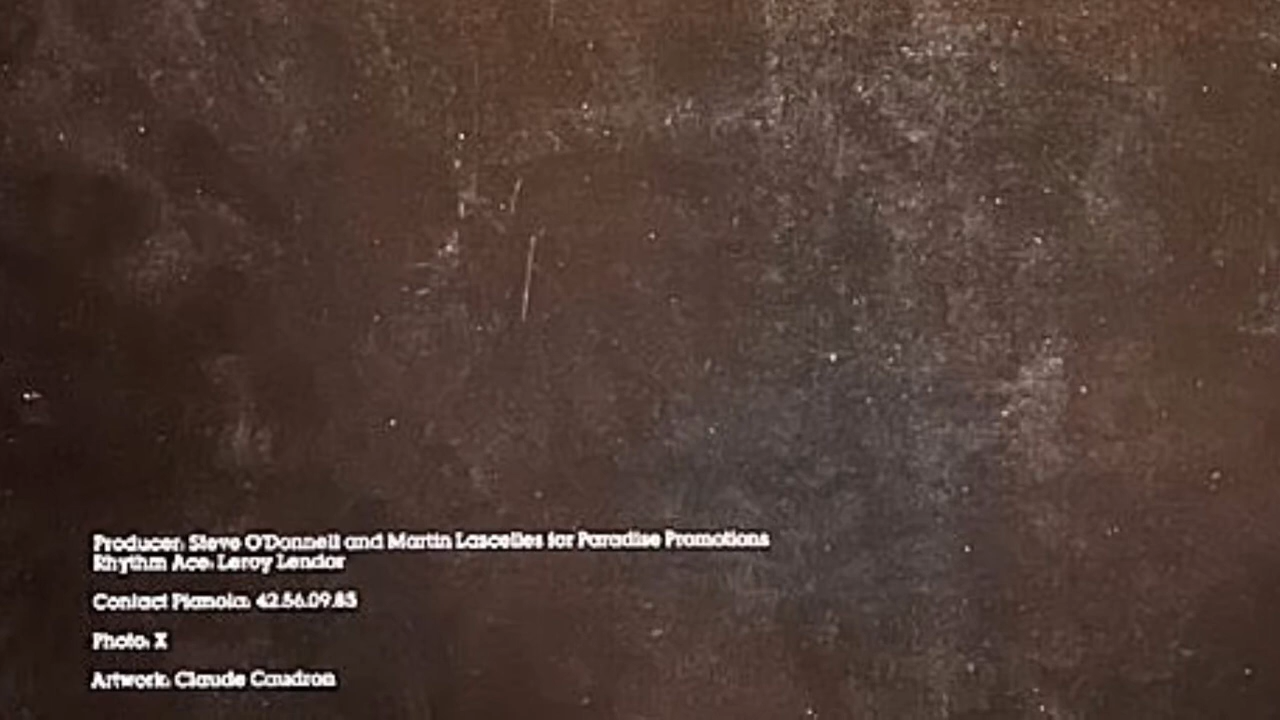 Producer: Steve O'Donnell and Martin Lascelles for Paradise Promotions
Rhythm Ace: Leroy Lendor
Contact Pianola: 42.56.09.83
Photo: X
Artwork: Claude Caudron